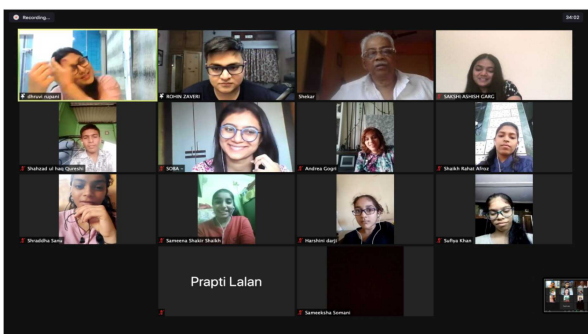 Recording...
34:02
dhruvi rupani
ROHIN ZAVERI
Shekar
SAKSHI ASHISH GARG
Shahzad ul haq Qureshi
SOBA -
Andrea Gogri
Shaikh Rahat Afroz
Shraddha Sanj
Sameena Shakir Shaikh
Harshini darji
Sufiya Khan
Prapti Lalan
Sameeksha Somani